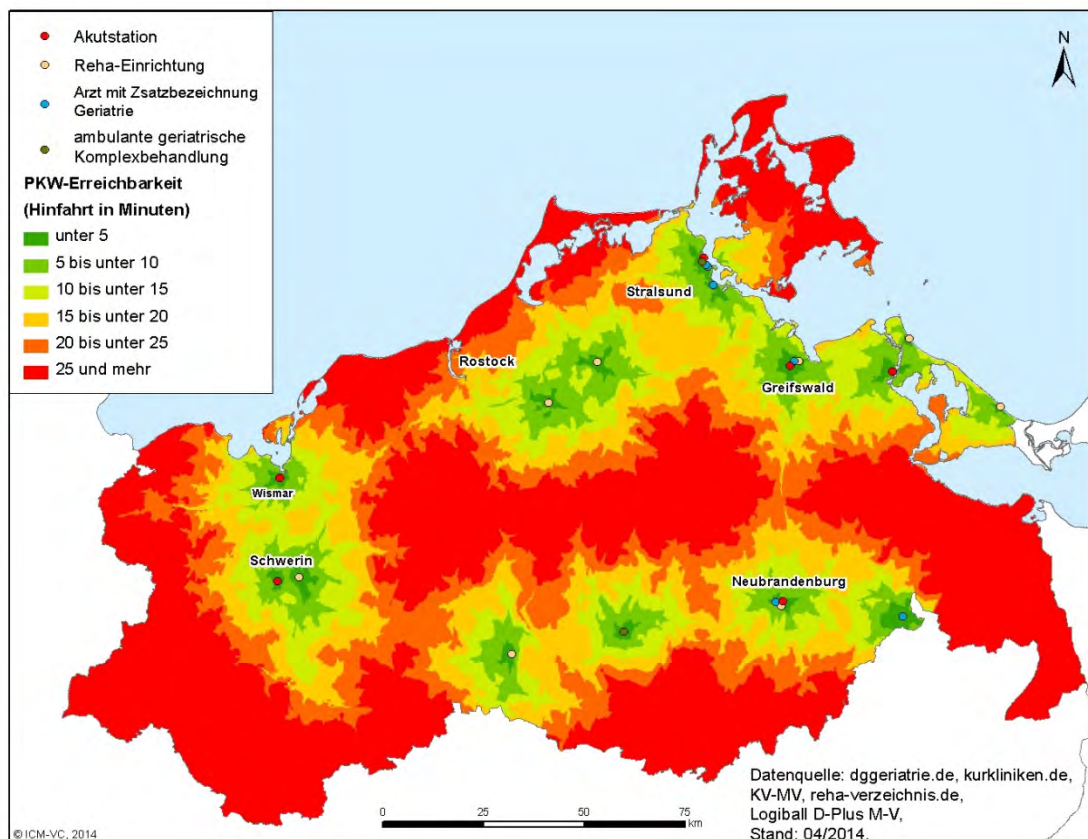 Akutstation
Reha-Einrichtung
Arzt mit Zsatzbezeichnung
Geriatrie
ambulante geriatrische
Komplexbehandlung
PKW-Erreichbarkeit
(Hinfahrt in Minuten)
unter 5
5 bis unter 10
10 bis unter 15
15 bis unter 20
20 bis unter 25
25 und mehr
N
Stralsund
Rostock
Greifswald
Wismar
Schwerin
Neubrandenburg
Datenquelle: dggeriatrie.de, kurkliniken.de,
KV-MV, reha-verzeichnis.de,
Logiball D-Plus M-V,
Stand: 04/2014.
0 25 50 75
km
© ICM-VC, 2014